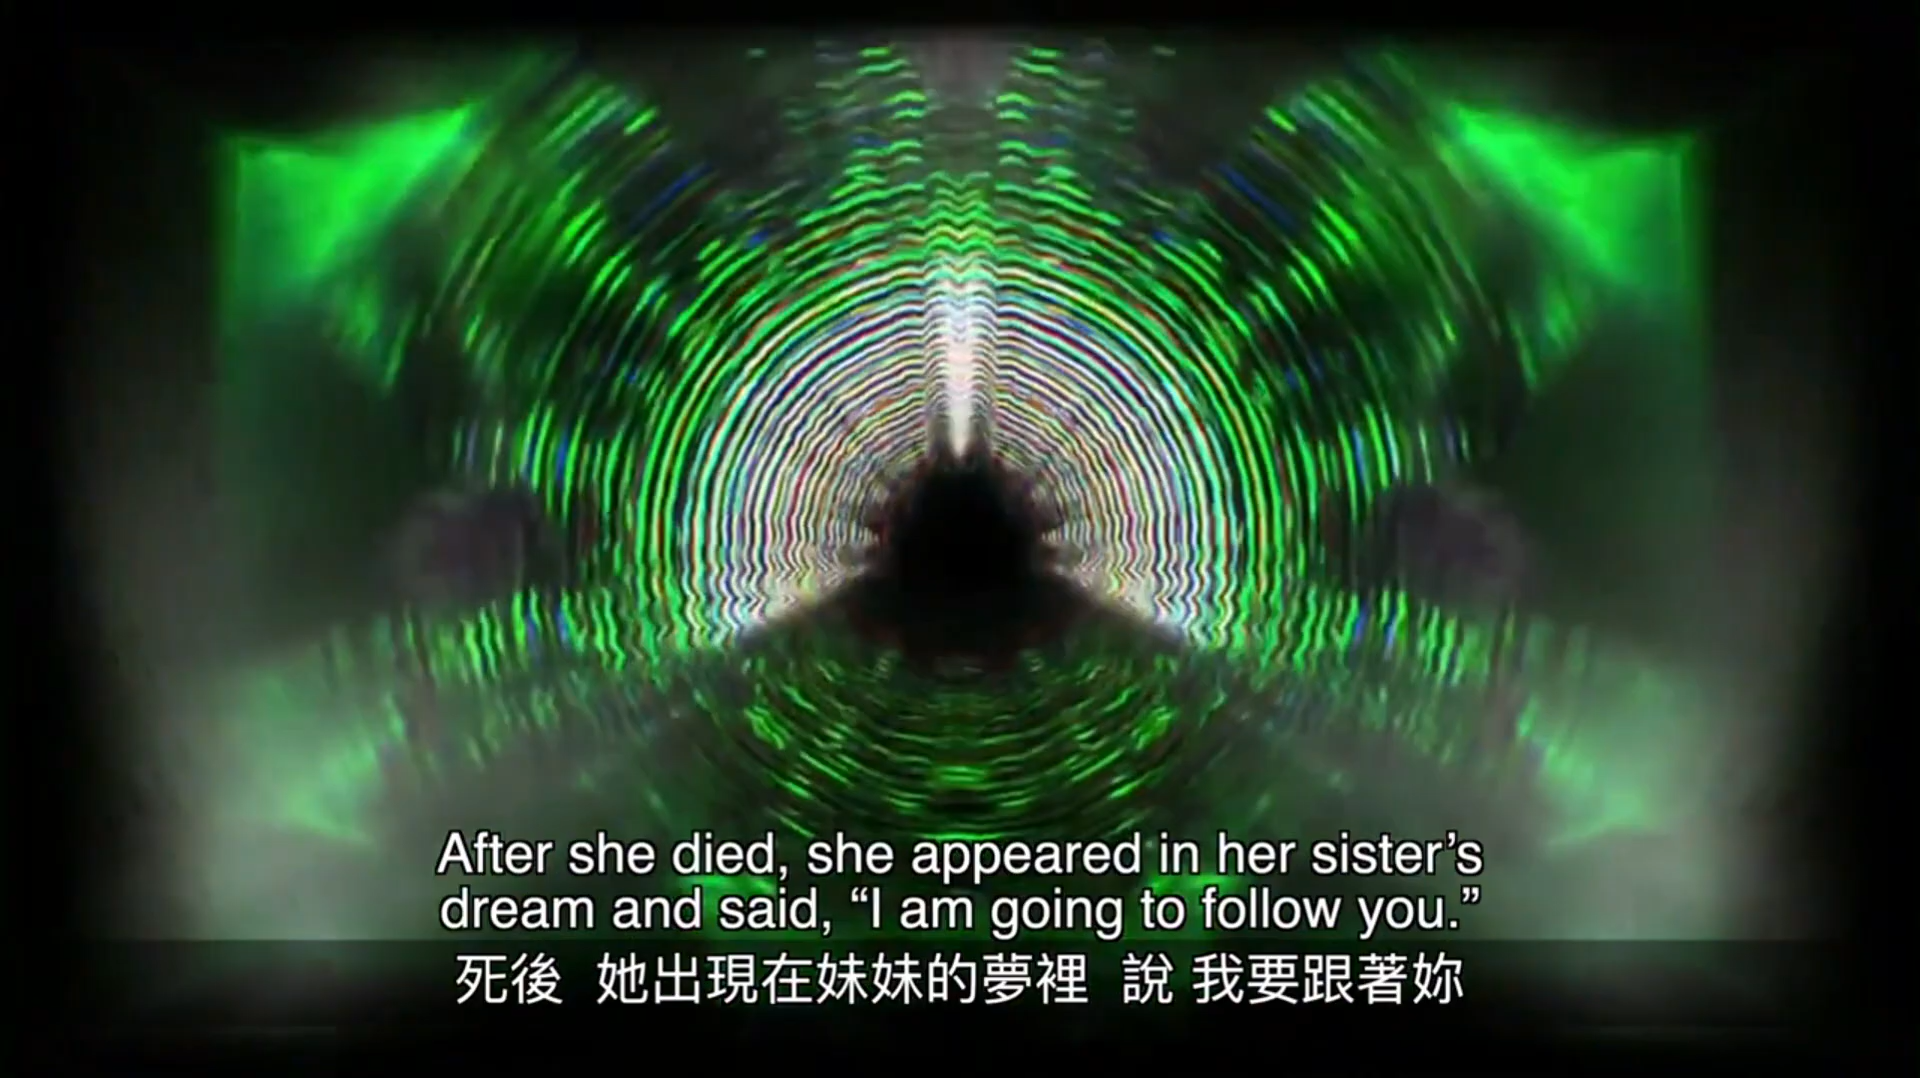 After she died, she appeared in her sister’s
dream and said, “I am going to follow you.”
死後 她出現在妹妹的夢裡 說 我要跟著妳